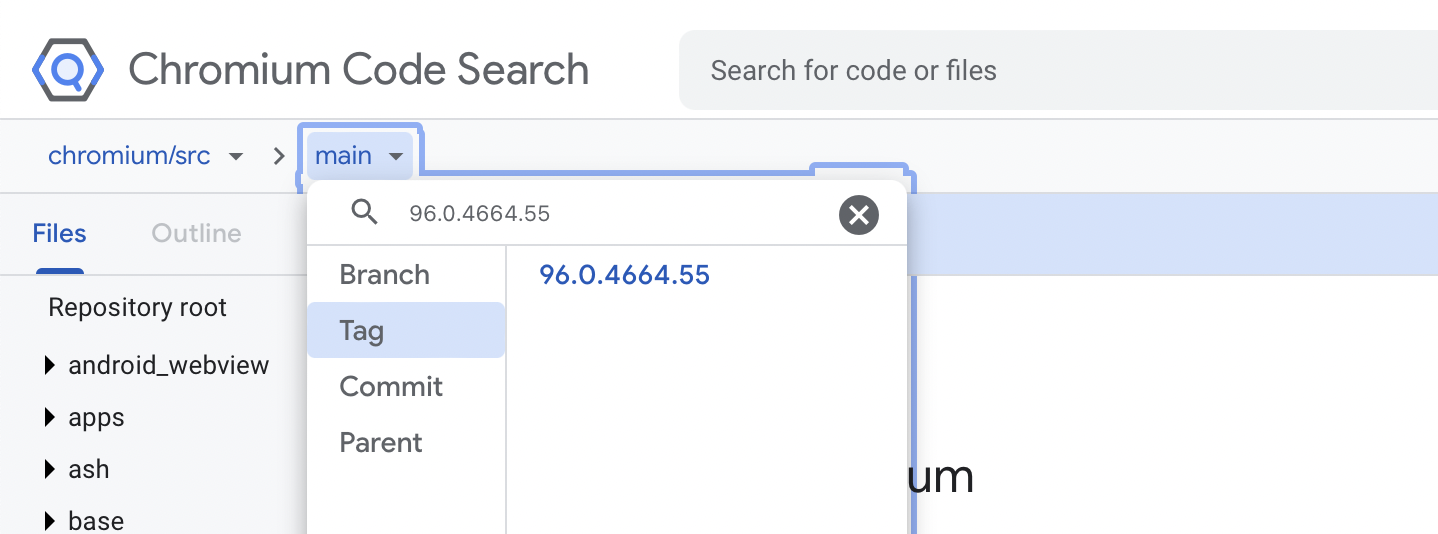 Chromium Code Search
Search for code or files
chromium/src
main
96.0.4664.55
Files
Outline
Branch
96.0.4664.55
Tag
Commit
Parent
Repository root
android_webview
apps
ash
base
um